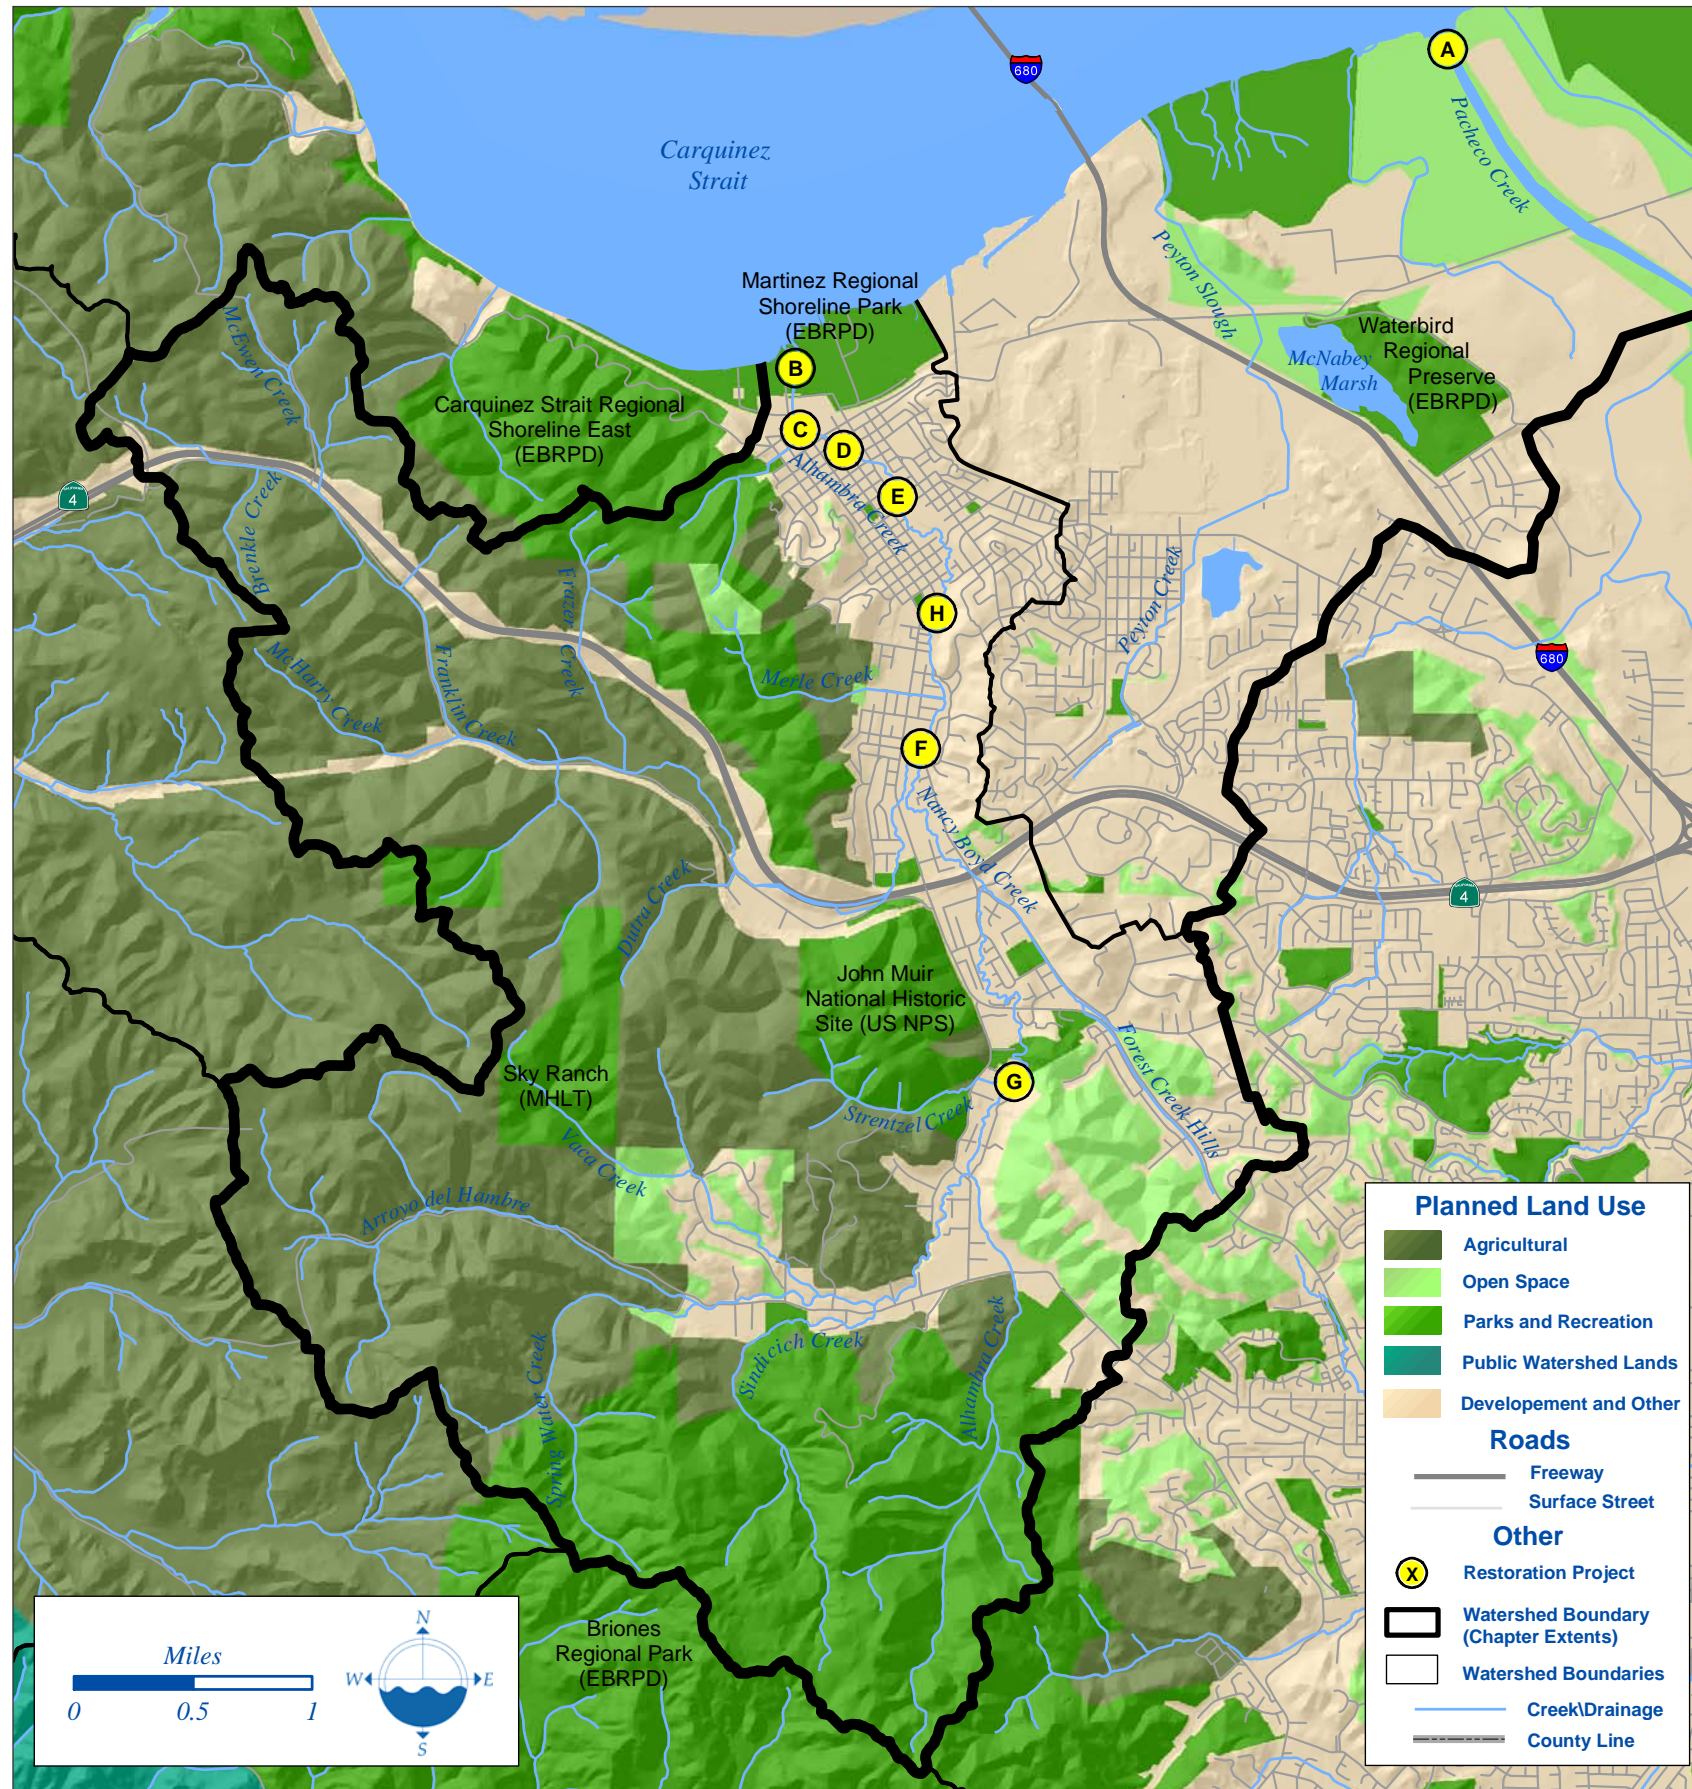 680
A
Pacheco Creek
Carquinez
Strait
Peyton Slough
Martinez Regional
Shoreline Park
(EBRPD)
Waterbird
Regional
Preserve
(EBRPD)
McNabey
Marsh
McEwen Creek
B
Carquinez Strait Regional
Shoreline East
(EBRPD)
C
D
Alhambra Creek
E
4
Brenkle Creek
Frazer Creek
H
Peyton Creek
680
McHarry Creek
Franklin Creek
Merle Creek
F
Nancy Boyd Creek
4
Dutra Creek
John Muir
National Historic
Site (US NPS)
Forest Creek Hills
Sky Ranch
(MHLT)
G
Strentzel Creek
Vaca Creek
Arroyo del Hambre
Spring Water Creek
Sindicich Creek
Alhambra Creek
Briones
Regional Park
(EBRPD)
Miles
0 0.5 1
N
W E
S
Planned Land Use
Agricultural
Open Space
Parks and Recreation
Public Watershed Lands
Developement and Other
Roads
Freeway
Surface Street
Other
X Restoration Project
Watershed Boundary
(Chapter Extents)
Watershed Boundaries
Creek\Drainage
County Line